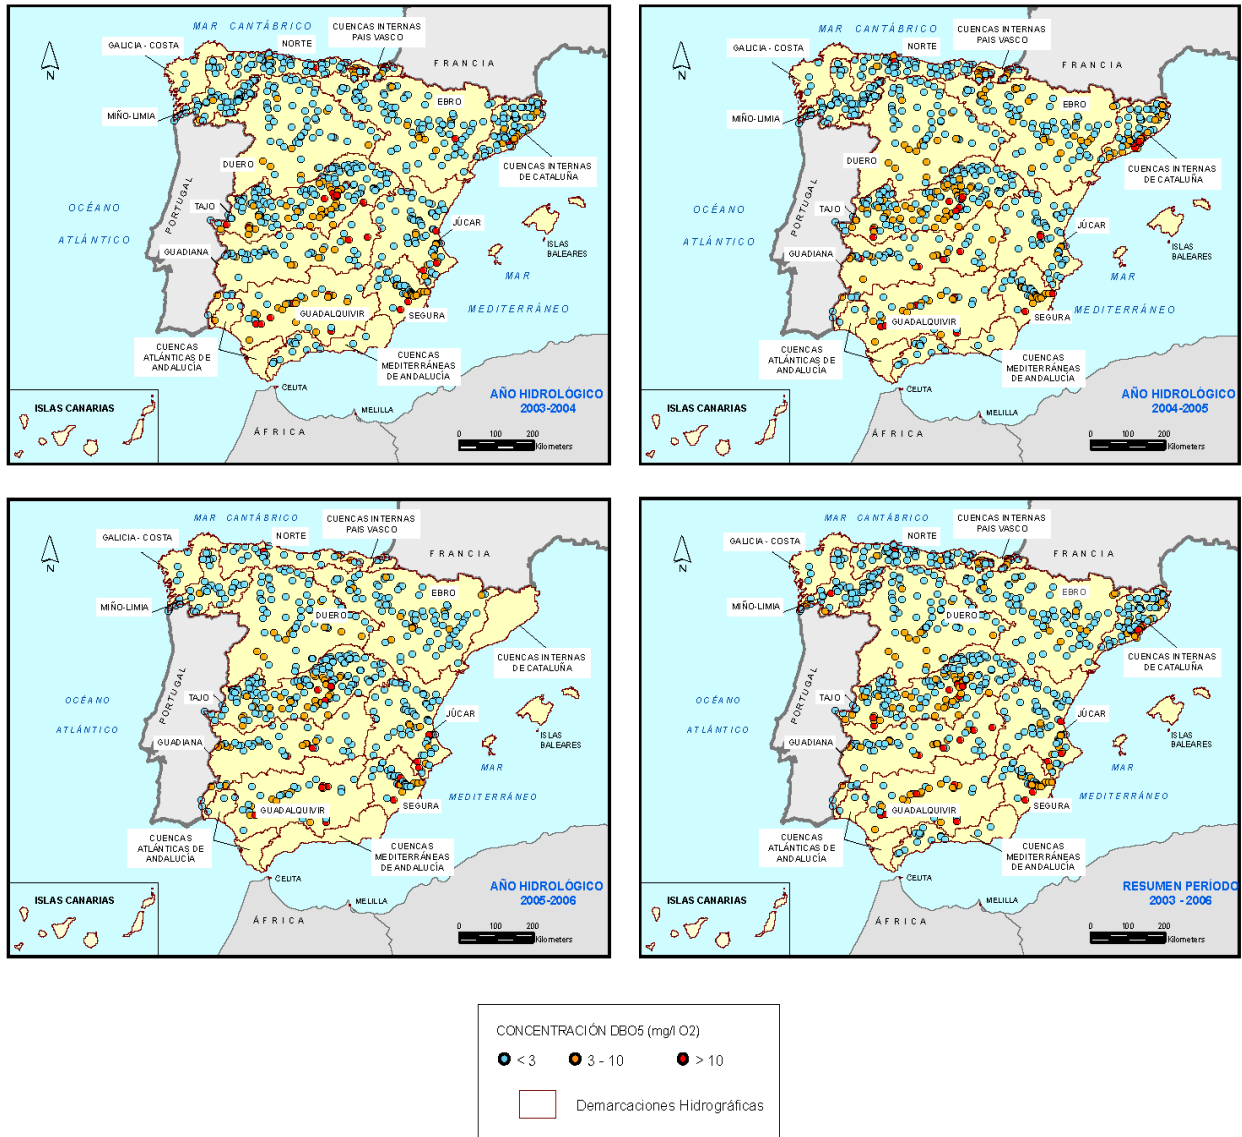 MAR CANTÁBRICO
CUENCAS INTERNAS
PAIS VASCO
GALICIA - COSTA
NORTE
FRANCIA
N
EBRO
MIÑO-LIMIA
CUENCAS INTERNAS
DE CATALUÑA
DUERO
PORTUGAL
OCÉANO
ATLÁNTICO
TAJO
JÚCAR
ISLAS
BALEARES
GUADIANA
MAR
MEDITERRÁNEO
SEGURA
GUADALQUIVIR
CUENCAS
ATLÁNTICAS DE
ANDALUCÍA
CUENCAS
MEDITERRÁNEAS
DE ANDALUCÍA
CEUTA
MELILLA
ÁFRICA
ISLAS CANARIAS
AÑO HIDROLÓGICO
2003-2004
0 100 200
Kilometers
MAR CANTÁBRICO
CUENCAS INTERNAS
PAIS VASCO
GALICIA - COSTA
NORTE
FRANCIA
N
EBRO
MIÑO-LIMIA
CUENCAS INTERNAS
DE CATALUÑA
DUERO
PORTUGAL
OCÉANO
ATLÁNTICO
TAJO
JÚCAR
ISLAS
BALEARES
GUADIANA
MAR
MEDITERRÁNEO
SEGURA
GUADALQUIVIR
CUENCAS
ATLÁNTICAS DE
ANDALUCÍA
CUENCAS
MEDITERRÁNEAS
DE ANDALUCÍA
CEUTA
MELILLA
ÁFRICA
ISLAS CANARIAS
AÑO HIDROLÓGICO
2004-2005
0 100 200
Kilometers
MAR CANTÁBRICO
CUENCAS INTERNAS
PAIS VASCO
GALICIA - COSTA
NORTE
FRANCIA
N
EBRO
MIÑO-LIMIA
DUERO
CUENCAS INTERNAS
DE CATALUÑA
PORTUGAL
OCÉANO
ATLÁNTICO
TAJO
JÚCAR
ISLAS
BALEARES
GUADIANA
MAR
MEDITERRÁNEO
SEGURA
GUADALQUIVIR
CUENCAS
ATLÁNTICAS DE
ANDALUCÍA
CUENCAS
MEDITERRÁNEAS
DE ANDALUCÍA
CEUTA
MELILLA
ÁFRICA
ISLAS CANARIAS
AÑO HIDROLÓGICO
2005-2006
0 100 200
Kilometers
MAR CANTÁBRICO
CUENCAS INTERNAS
PAIS VASCO
GALICIA - COSTA
NORTE
FRANCIA
N
EBRO
MIÑO-LIMIA
DUERO
CUENCAS INTERNAS
DE CATALUÑA
PORTUGAL
OCÉANO
ATLÁNTICO
TAJO
JÚCAR
ISLAS
BALEARES
GUADIANA
MAR
MEDITERRÁNEO
SEGURA
GUADALQUIVIR
CUENCAS
ATLÁNTICAS DE
ANDALUCÍA
CUENCAS
MEDITERRÁNEAS
DE ANDALUCÍA
CEUTA
MELILLA
ÁFRICA
ISLAS CANARIAS
RESUMEN PERÍODO
2003 - 2006
0 100 200
Kilometers
CONCENTRACIÓN DBO5 (mg/l O2)
< 3 3 - 10 > 10
Demarcaciones Hidrográficas